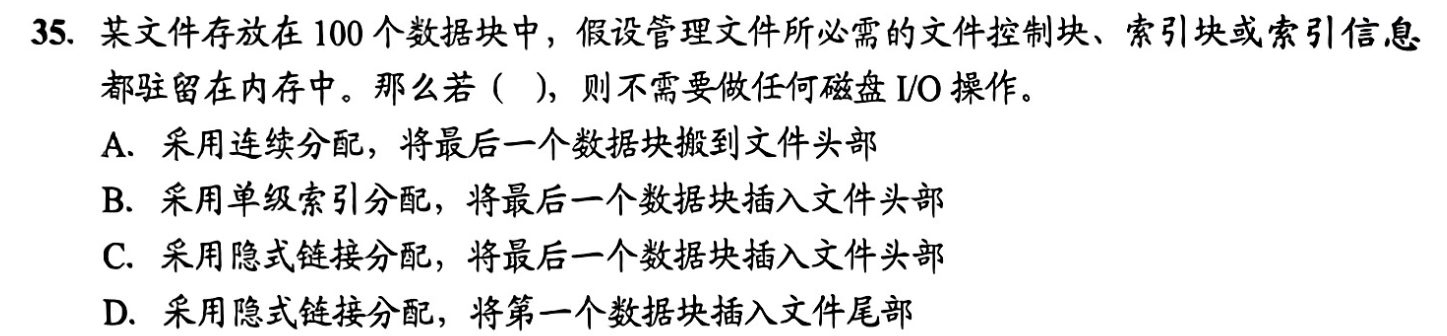 35. 某文件存放在 100 个数据块中，假设管理文件所必需的文件控制块、索引块或索引信息
都驻留在内存中。那么若（ ），则不需要做任何磁盘 I/O 操作。
A. 采用连续分配，将最后一个数据块搬到文件头部
B. 采用单级索引分配，将最后一个数据块插入文件头部
C. 采用隐式链接分配，将最后一个数据块插入文件头部
D. 采用隐式链接分配，将第一个数据块插入文件尾部